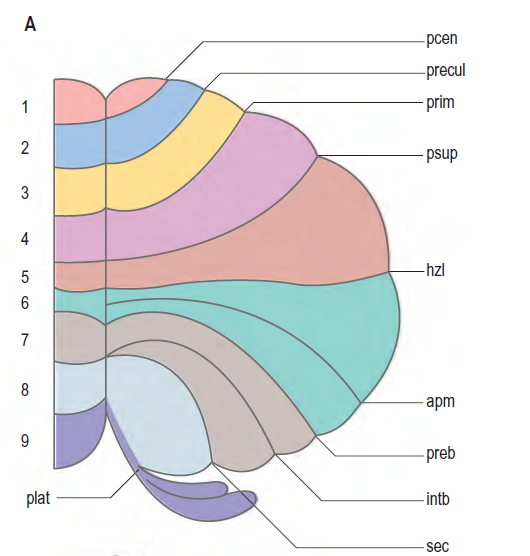 A
pcen
precul
prim
psup
hzl
apm
preb
intb
sec
plat
1
2
3
4
5
6
7
8
9